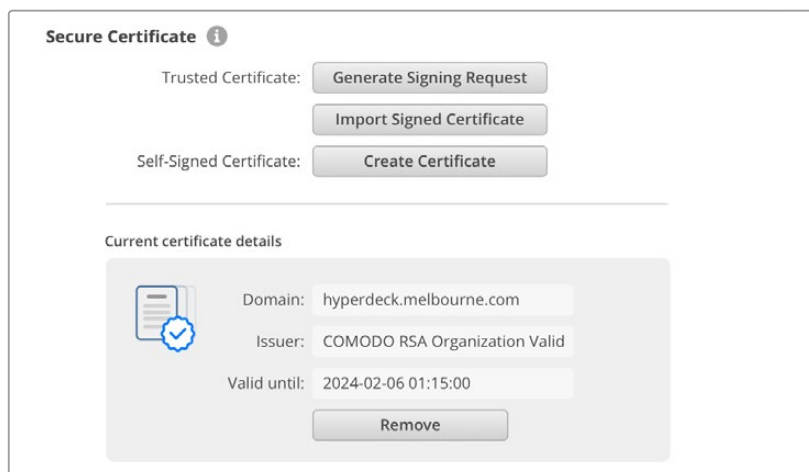 Secure Certificate
Trusted Certificate: Generate Signing Request
Import Signed Certificate
Self-Signed Certificate: Create Certificate
Current certificate details
Domain: hyperdeck.melbourne.com
Issuer: COMODO RSA Organization Valid
Valid until: 2024-02-06 01:15:00
Remove